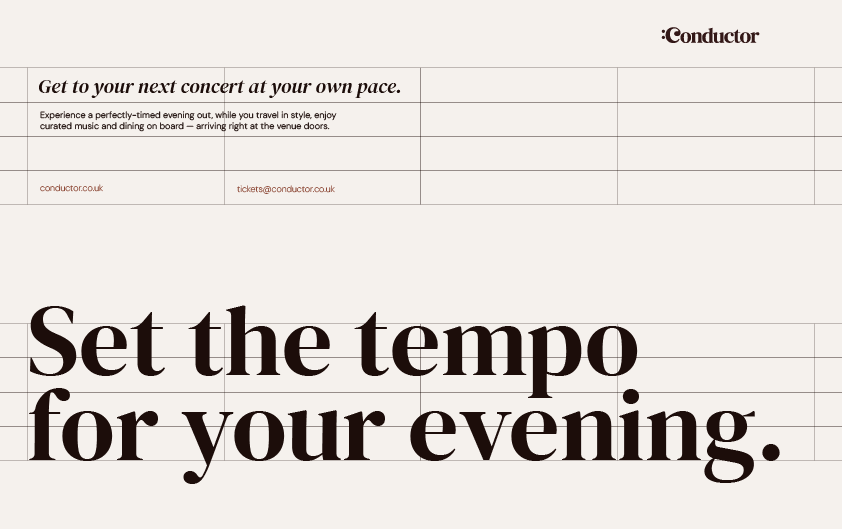 :Conductor
Get to your next concert at your own pace.
Experience a perfectly-timed evening out, while you travel in style, enjoy
curated music and dining on board — arriving right at the venue doors.
conductor.co.uk
tickets@conductor.co.uk
Set the tempo
for your evening.